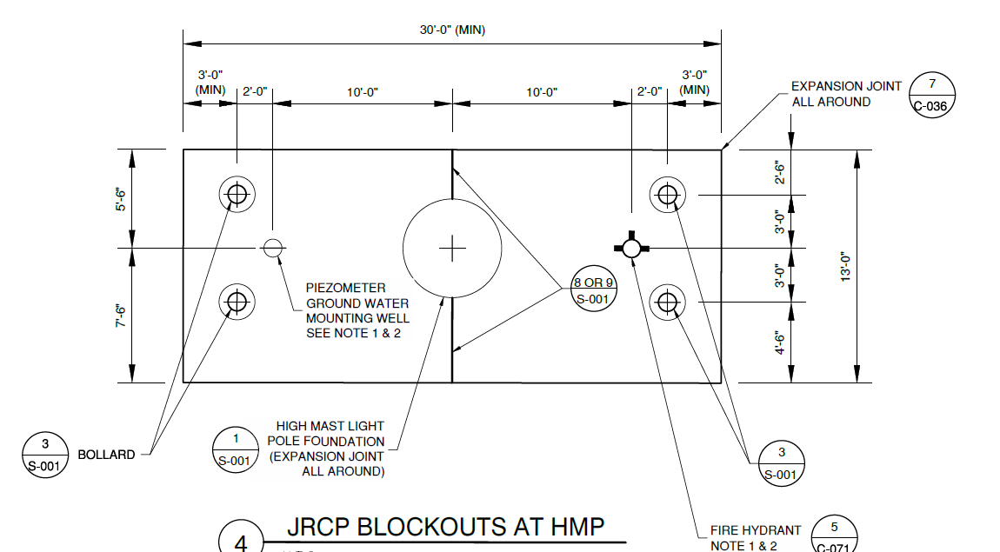 30'-0" (MIN)
3'-0"
(MIN)
2'-0"
10'-0"
10'-0"
2'-0"
3'-0"
(MIN)
EXPANSION JOINT
ALL AROUND
7
C-036
5'-6"
7'-6"
2'-6"
3'-0"
3'-0"
4'-6"
13'-0"
PIEZOMETER
GROUND WATER
MOUNTING WELL
SEE NOTE 1 & 2
8 OR 9
S-001
3
S-001
BOLLARD
1
S-001
HIGH MAST LIGHT
POLE FOUNDATION
(EXPANSION JOINT
ALL AROUND)
3
S-001
4
JRCP BLOCKOUTS AT HMP
FIRE HYDRANT
NOTE 1 & 2
5
C-071